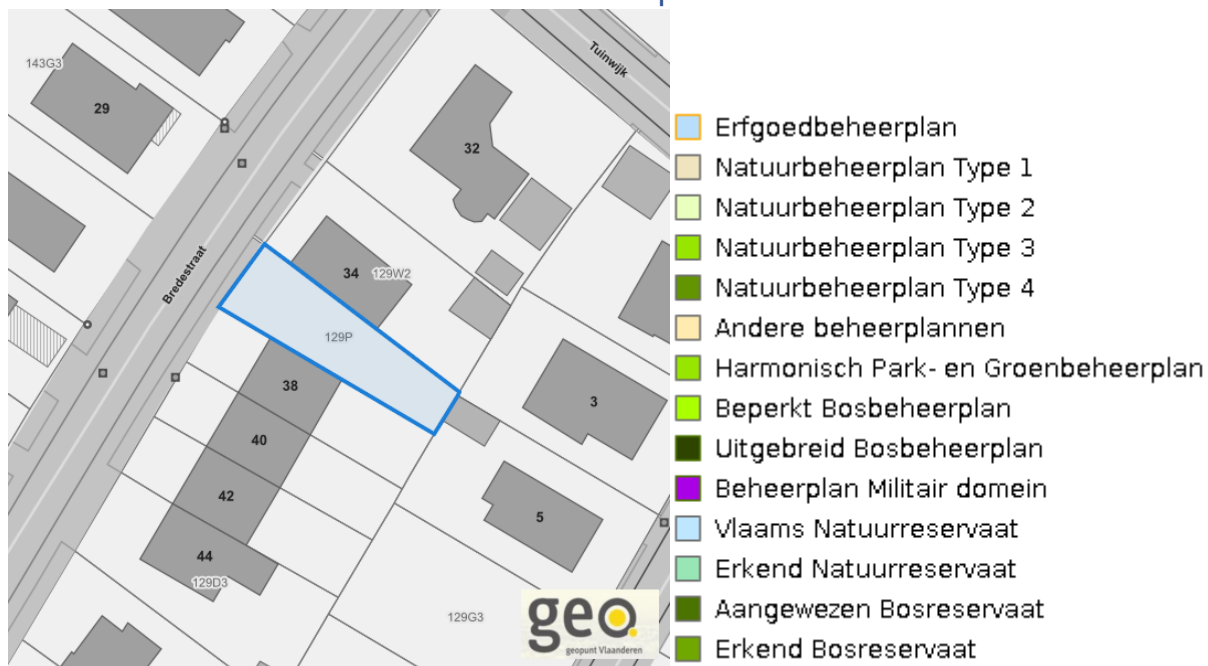 Tuinwijk
143G3
29
32
Bredestraat
34
129W2
129P
38
3
40
42
5
44
129D3
129G3
geo.
geopunt Vlaanderen
Erfgoedbeheerplan
Natuurbeheerplan Type 1
Natuurbeheerplan Type 2
Natuurbeheerplan Type 3
Natuurbeheerplan Type 4
Andere beheerplannen
Harmonisch Park- en Groenbeheerplan
Beperkt Bosbeheerplan
Uitgebreid Bosbeheerplan
Beheerplan Militair domein
Vlaams Natuurreservaat
Erkend Natuurreservaat
Aangewezen Bosreservaat
Erkend Bosreservaat